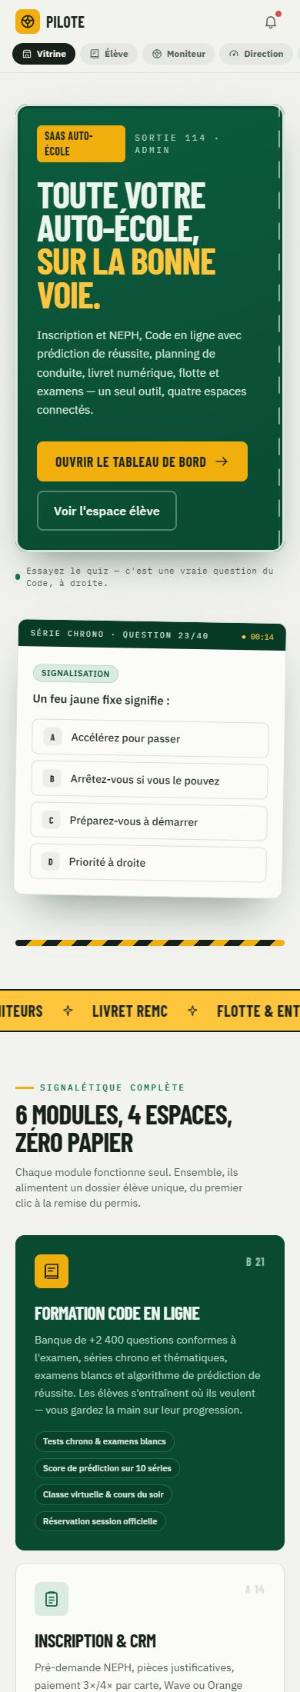 PILOTE
Vitrine
Élève
Moniteur
Direction
SAAS AUTO-
ÉCOLE
SORTIE 114 ·
ADMIN
TOUTE VOTRE
AUTO-ÉCOLE,
SUR LA BONNE
VOIE.
Inscription et NEPH, Code en ligne avec
prédiction de réussite, planning de
conduite, livret numérique, flotte et
examens — un seul outil, quatre espaces
connectés.
OUVRIR LE TABLEAU DE BORD →
Voir l'espace élève
Essayez le quiz — c'est une vraie question du
Code, à droite.
SÉRIE CHRONO · QUESTION 23/40
● 00:14
SIGNALISATION
Un feu jaune fixe signifie :
A Accélérez pour passer
B Arrêtez-vous si vous le pouvez
C Préparez-vous à démarrer
D Priorité à droite
NITEURS ✧ LIVRET REMC ✧ FLOTTE & ENT
SIGNALÉTIQUE COMPLÈTE
6 MODULES, 4 ESPACES,
ZÉRO PAPIER
Chaque module fonctionne seul. Ensemble, ils
alimentent un dossier élève unique, du premier
clic à la remise du permis.
B 21
FORMATION CODE EN LIGNE
Banque de +2 400 questions conformes à
l'examen, séries chrono et thématiques,
examens blancs et algorithme de prédiction de
réussite. Les élèves s'entraînent où ils veulent
— vous gardez la main sur leur progression.
Tests chrono & examens blancs
Score de prédiction sur 10 séries
Classe virtuelle & cours du soir
Réservation session officielle
A 14
INSCRIPTION & CRM
Pré-demande NEPH, pièces justificatives,
paiement 3×/4× par carte, Wave ou Orange